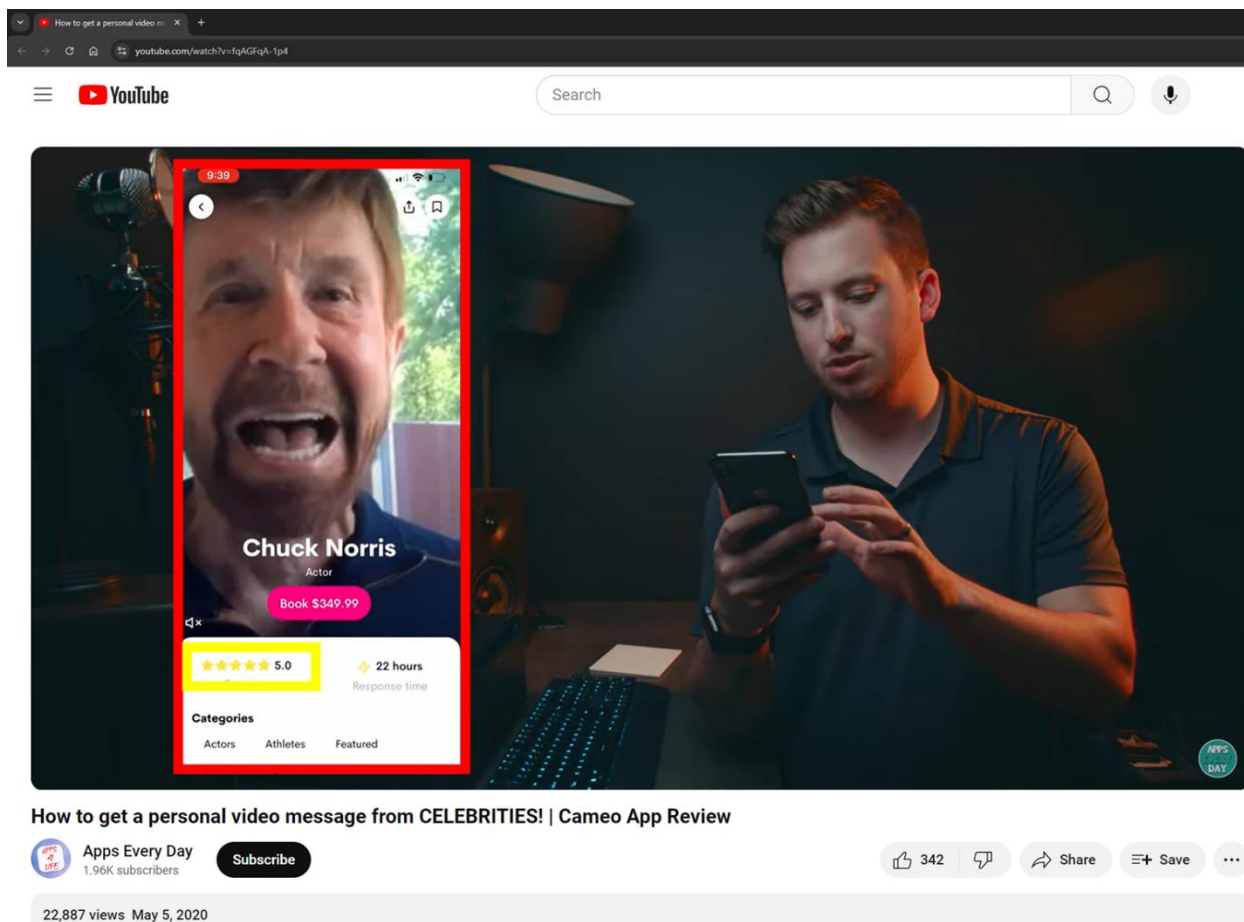 How to get a personal video m
youtube.com/watch?v=fqAGFqA-1p4
YouTube
Search
9:39
Chuck Norris
Actor
Book $349.99
5.0
22 hours
Response time
Categories
Actors Athletes Featured
APPS
DAY
How to get a personal video message from CELEBRITIES! | Cameo App Review
APPS
4
LIFE
Apps Every Day
1.96K subscribers
Subscribe
342
Share
Save
22,887 views May 5, 2020